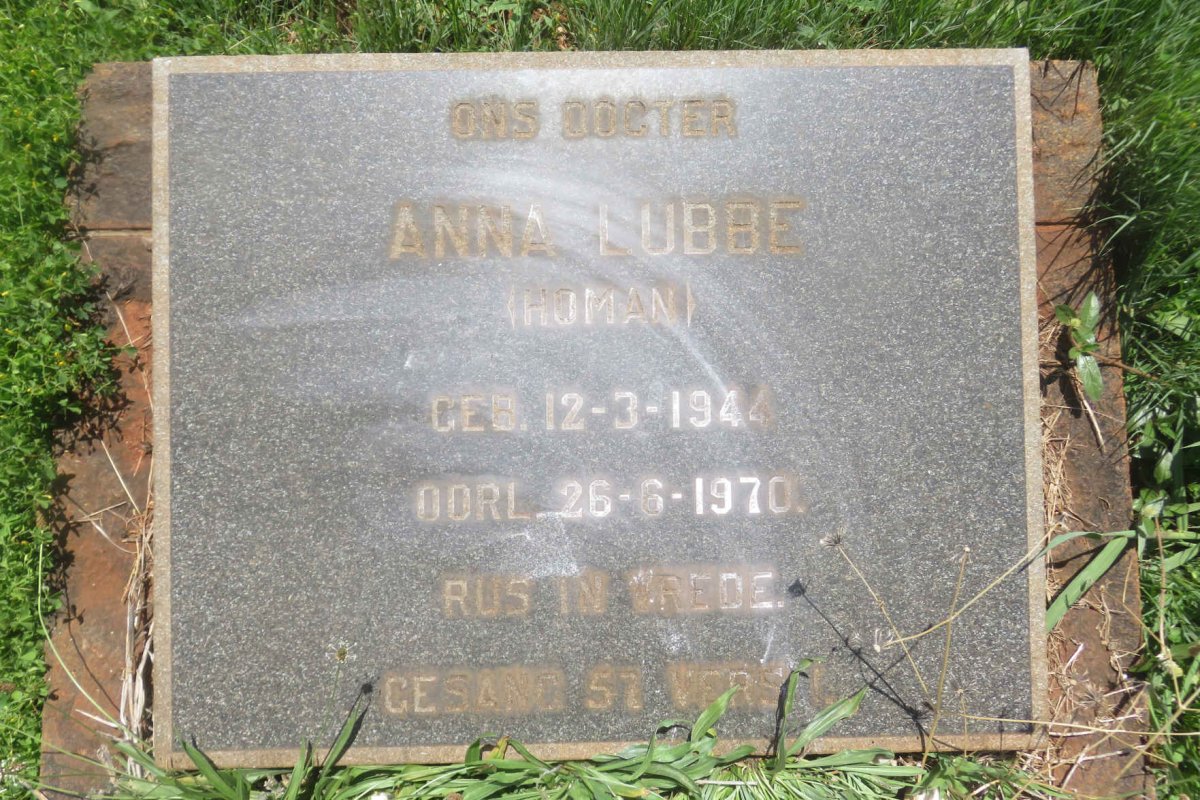 ONS DOGTER
ANNA LUBBE
(HOMAN)
GEB. 12-3-1944
OORL. 26-6-1970.
RUS IN VREDE.
GESANG 57 VERS 1.